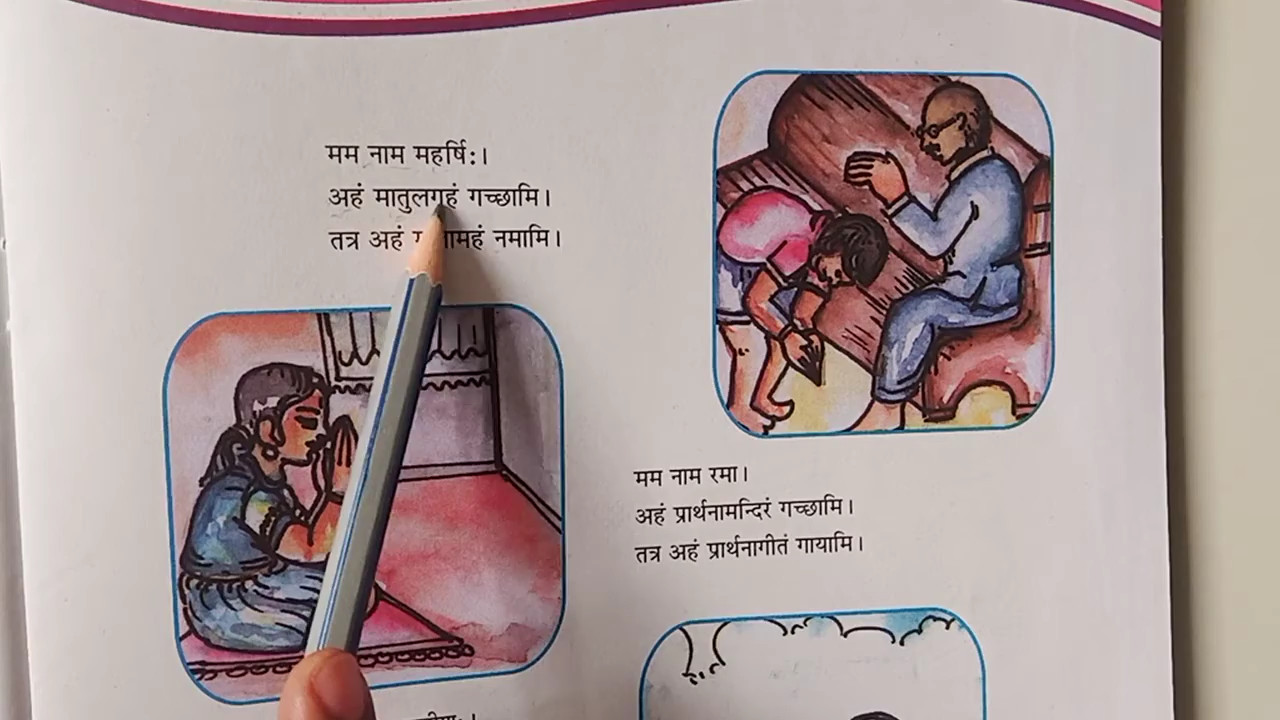 मम नाम महर्षिः।
अहं मातुलगृहं गच्छामि।
तत्र अहं नमामि।
मम नाम रमा।
अहं प्रार्थनामन्दिरं गच्छामि।
तत्र अहं प्रार्थनागीतं गायामि।